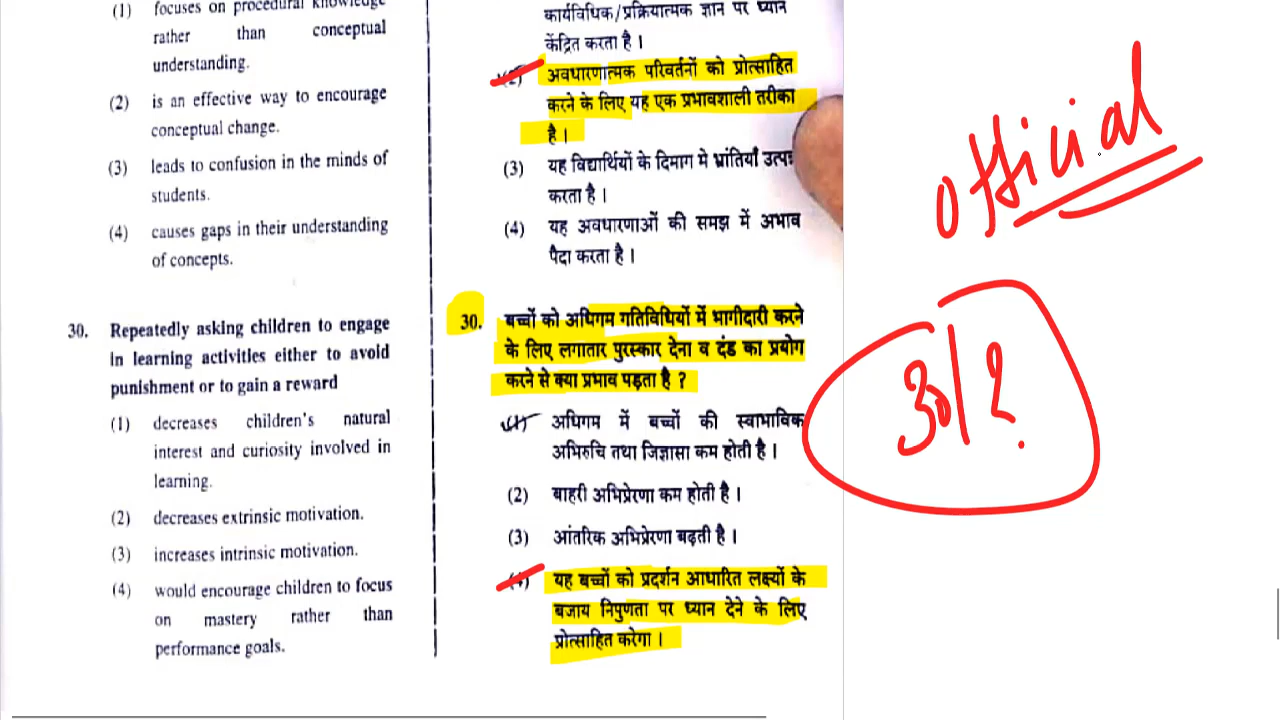 (1) focuses on procedural knowledge
rather than conceptual
understanding.
(2) is an effective way to encourage
conceptual change.
(3) leads to confusion in the minds of
students.
(4) causes gaps in their understanding
of concepts.
30. Repeatedly asking children to engage
in learning activities either to avoid
punishment or to gain a reward
(1) decreases children's natural
interest and curiosity involved in
learning.
(2) decreases extrinsic motivation.
(3) increases intrinsic motivation.
(4) would encourage children to focus
on mastery rather than
performance goals.
कार्यविधिक/प्रक्रियात्मक ज्ञान पर ध्यान
केंद्रित करता है ।
(2) अवधारणात्मक परिवर्तनों को प्रोत्साहित
करने के लिए यह एक प्रभावशाली तरीका
है ।
(3) यह विद्यार्थियों के दिमाग मे भ्रांतियाँ
करता है ।
(4) यह अवधारणाओं की समझ में अभाव
पैदा करता है ।
30. बच्चों को अधिगम गतिविधियों में भागीदारी करने
के लिए लगातार पुरस्कार देना व दंड का प्रयोग
करने से क्या प्रभाव पड़ता है ?
(1) अधिगम में बच्चों की स्वाभाविक
अभिरुचि तथा जिज्ञासा कम होती है ।
(2) बाहरी अभिप्रेरणा कम होती है ।
(3) आंतरिक अभिप्रेरणा बढ़ती है ।
(4) यह बच्चों को प्रदर्शन आधारित लक्ष्यों के
बजाय निपुणता पर ध्यान देने के लिए
प्रोत्साहित करेगा ।
official
30/?